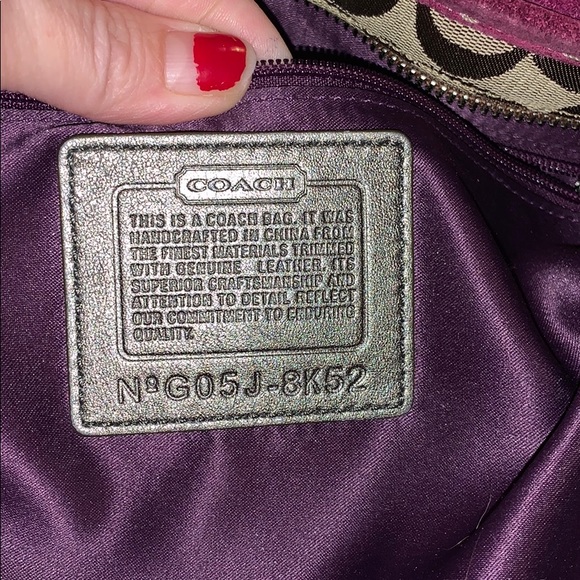 COACH
THIS IS A COACH BAG. IT WAS
HANDCRAFTED IN CHINA FROM
THE FINEST MATERIALS TRIMMED
WITH GENUINE LEATHER. ITS
SUPERIOR CRAFTSMANSHIP AND
ATTENTION TO DETAIL REFLECT
OUR COMMITMENT TO ENDURING
QUALITY.
NºG05J-8K52